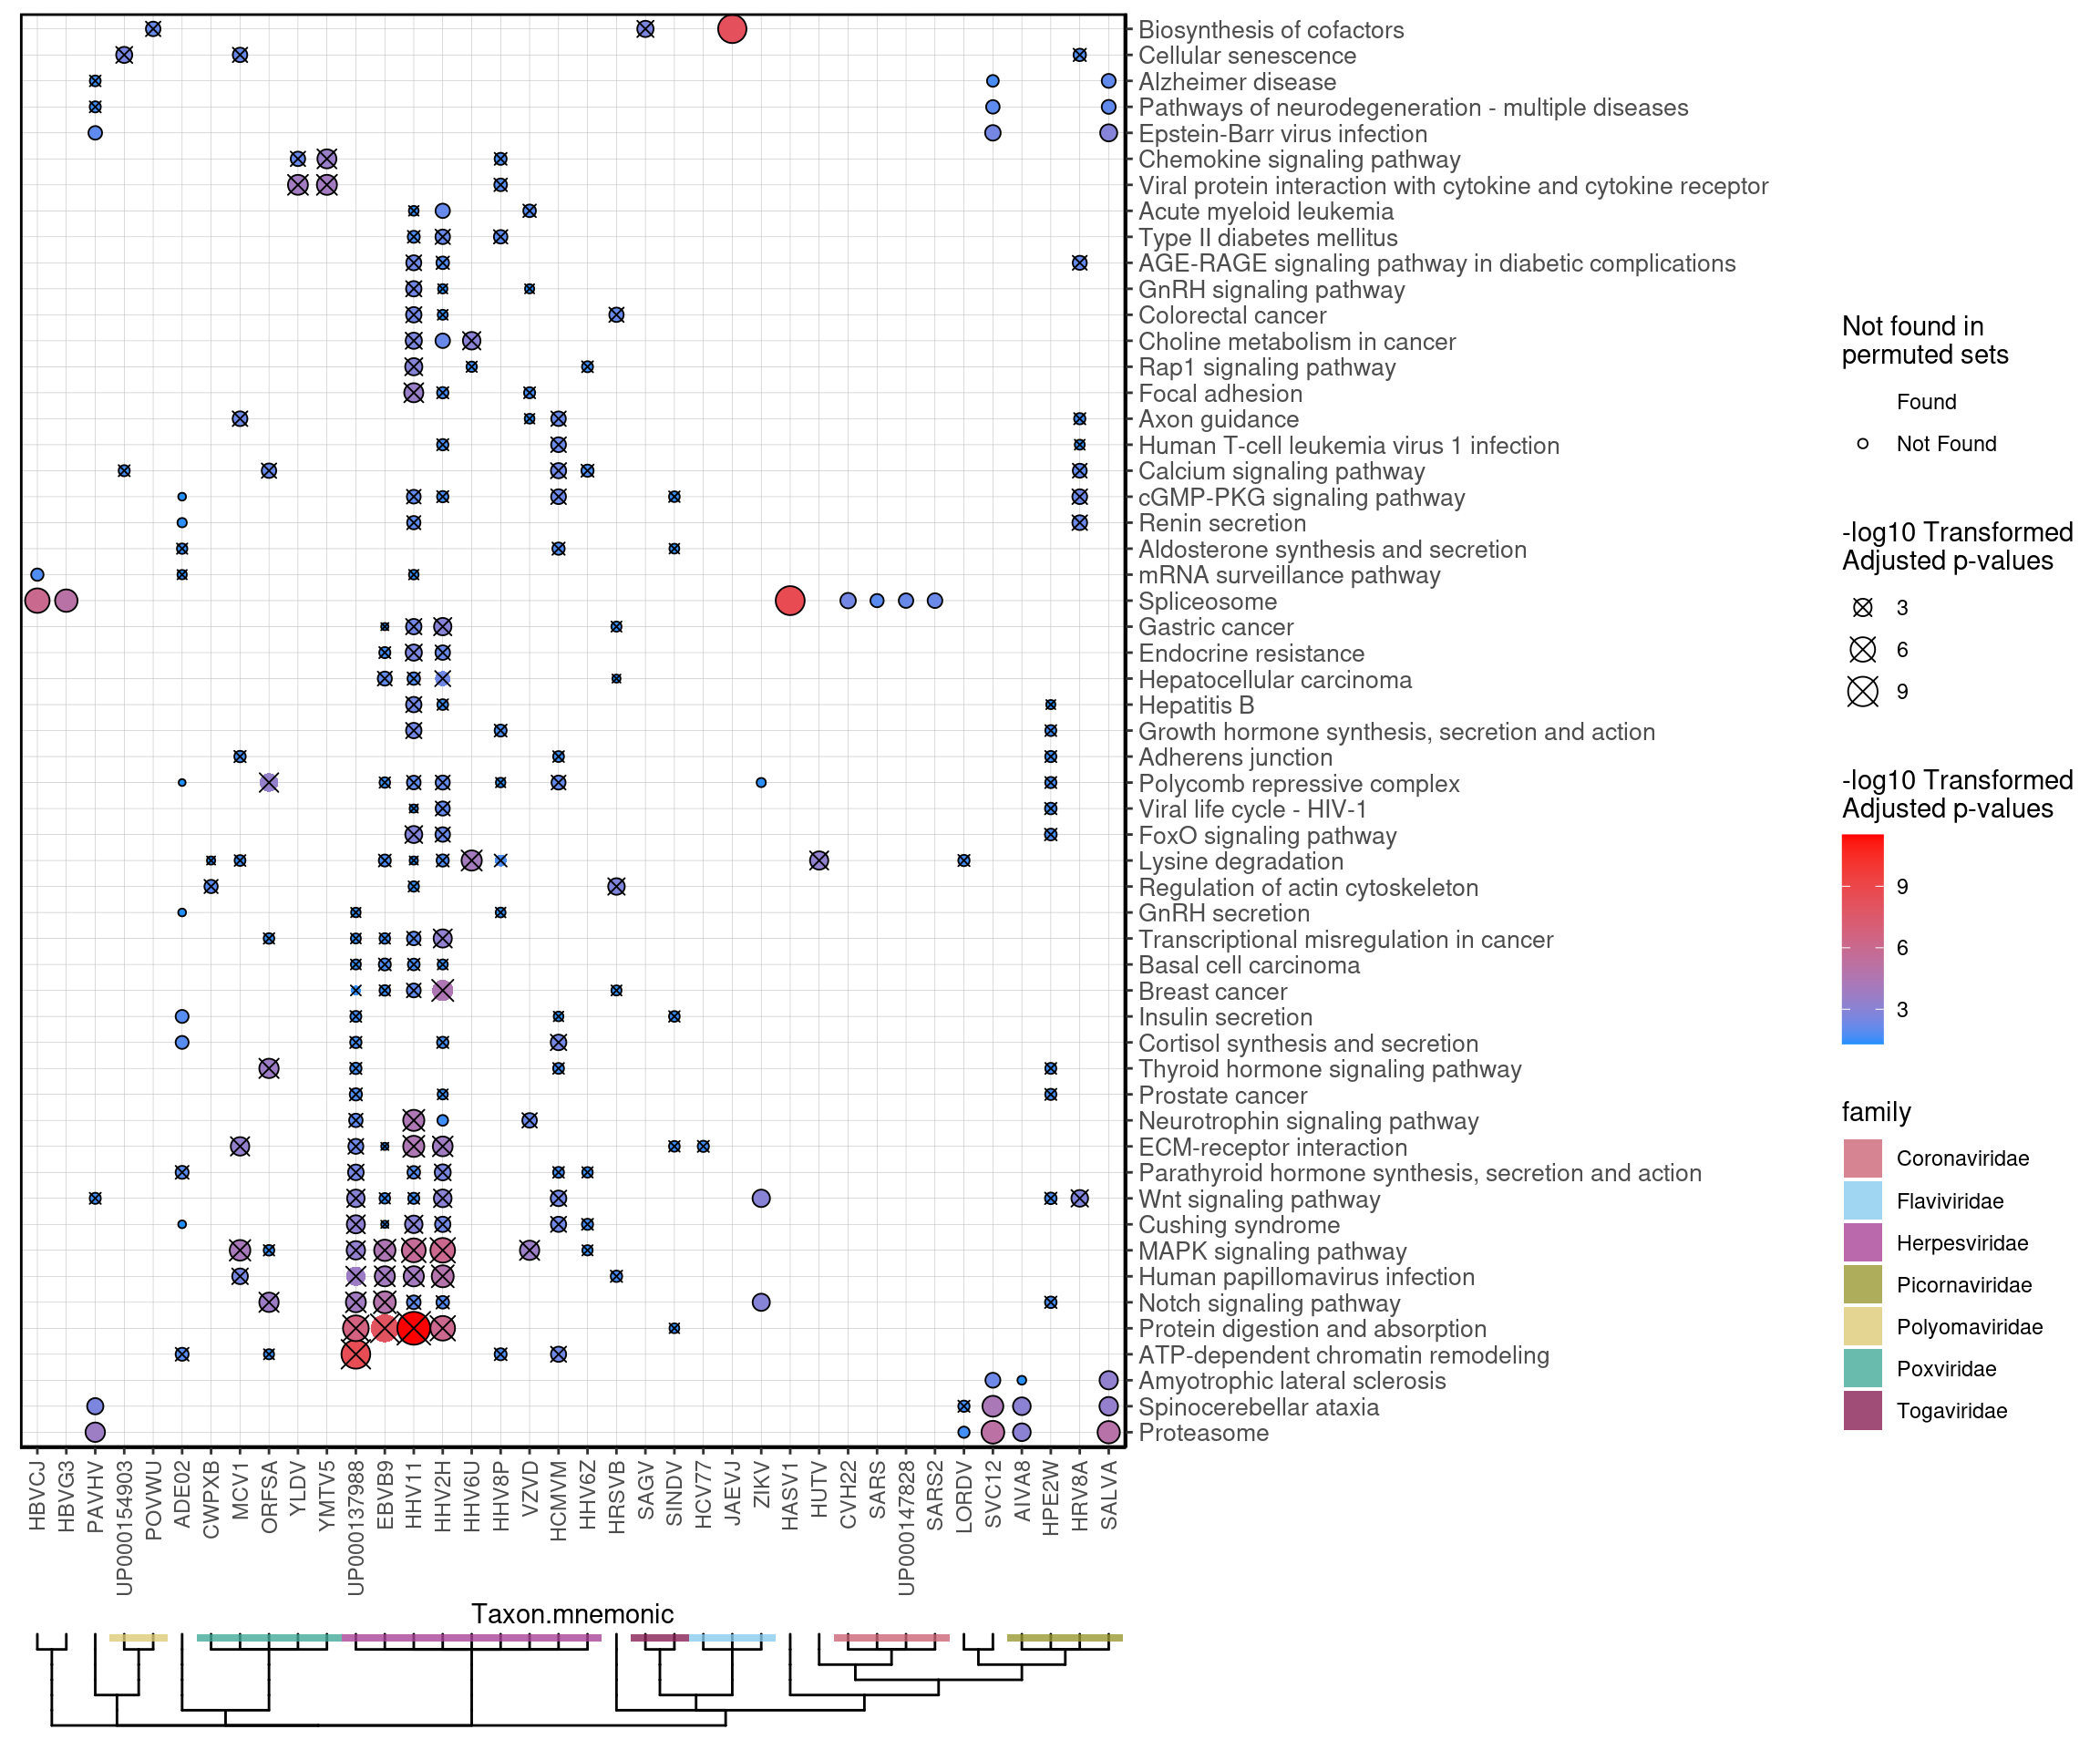 Biosynthesis of cofactors
Cellular senescence
Alzheimer disease
Pathways of neurodegeneration - multiple diseases
Epstein-Barr virus infection
Chemokine signaling pathway
Viral protein interaction with cytokine and cytokine receptor
Acute myeloid leukemia
Type II diabetes mellitus
AGE-RAGE signaling pathway in diabetic complications
GnRH signaling pathway
Colorectal cancer
Choline metabolism in cancer
Rap1 signaling pathway
Focal adhesion
Axon guidance
Human T-cell leukemia virus 1 infection
Calcium signaling pathway
cGMP-PKG signaling pathway
Renin secretion
Aldosterone synthesis and secretion
mRNA surveillance pathway
Spliceosome
Gastric cancer
Endocrine resistance
Hepatocellular carcinoma
Hepatitis B
Growth hormone synthesis, secretion and action
Adherens junction
Polycomb repressive complex
Viral life cycle - HIV-1
FoxO signaling pathway
Lysine degradation
Regulation of actin cytoskeleton
GnRH secretion
Transcriptional misregulation in cancer
Basal cell carcinoma
Breast cancer
Insulin secretion
Cortisol synthesis and secretion
Thyroid hormone signaling pathway
Prostate cancer
Neurotrophin signaling pathway
ECM-receptor interaction
Parathyroid hormone synthesis, secretion and action
Wnt signaling pathway
Cushing syndrome
MAPK signaling pathway
Human papillomavirus infection
Notch signaling pathway
Protein digestion and absorption
ATP-dependent chromatin remodeling
Amyotrophic lateral sclerosis
Spinocerebellar ataxia
Proteasome
HBVCJ
HBVG3
PAVHV
UP000154903
POVWU
ADE02
CWPXB
MCV1
ORFSA
YLDV
YMTV5
UP000137988
EBVB9
HHV11
HHV2H
HHV6U
HHV8P
VZVD
HCMVM
HHV6Z
HRSVB
SAGV
SINDV
HCV77
JAEVJ
ZIKV
HASV1
HUTV
CVH22
SARS
UP000147828
SARS2
LORDV
SVC12
AIVA8
HPE2W
HRV8A
SALVA
Taxon.mnemonic
Not found in
permuted sets
Found
Not Found
-log10 Transformed
Adjusted p-values
3
6
9
-log10 Transformed
Adjusted p-values
9
6
3
family
Coronaviridae
Flaviviridae
Herpesviridae
Picornaviridae
Polyomaviridae
Poxviridae
Togaviridae